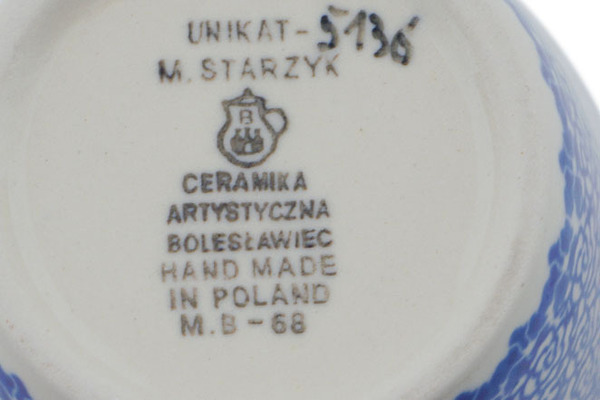 UNIKAT - 5136
M. STARZYK
B
CERAMIKA
ARTYSTYCZNA
BOLESŁAWIEC
HAND MADE
IN POLAND
M.B - 68